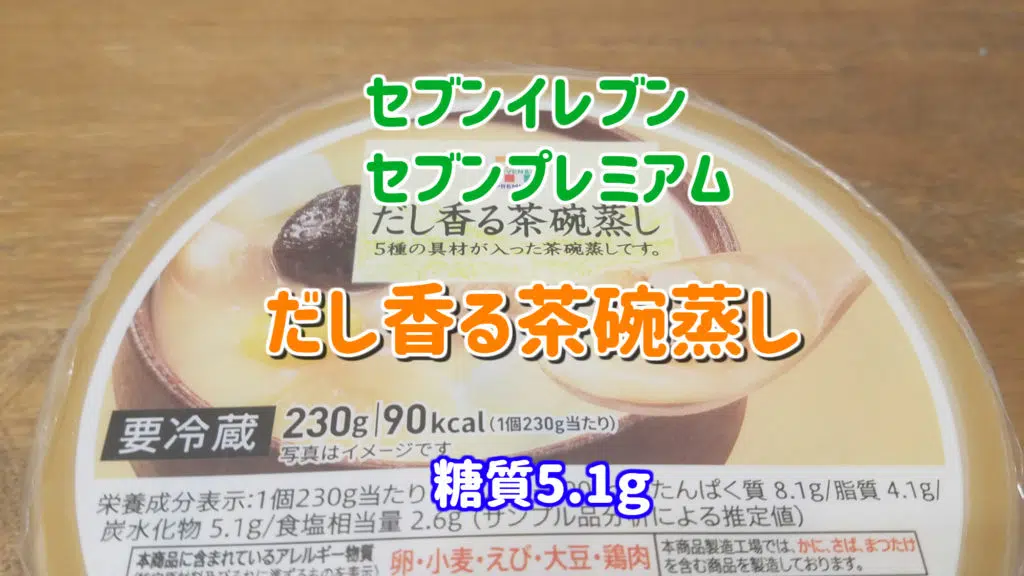 セブンイレブン
セブンプレミアム
だし香る茶碗蒸し
5種の具材が入った茶碗蒸しです。
だし香る茶碗蒸し
要冷蔵
230g|90kcal(1個230g当たり)
写真はイメージです
糖質5.1g
栄養成分表示:1個230g当たり たんぱく質 8.1g/脂質 4.1g/
炭水化物 5.1g/食塩相当量 2.6g (サンプル品分析による推定値)
本商品に含まれているアレルギー物質
卵・小麦・えび・大豆・鶏肉
本商品製造工場では、かに、さば、まつたけ
を含む商品を製造しております。